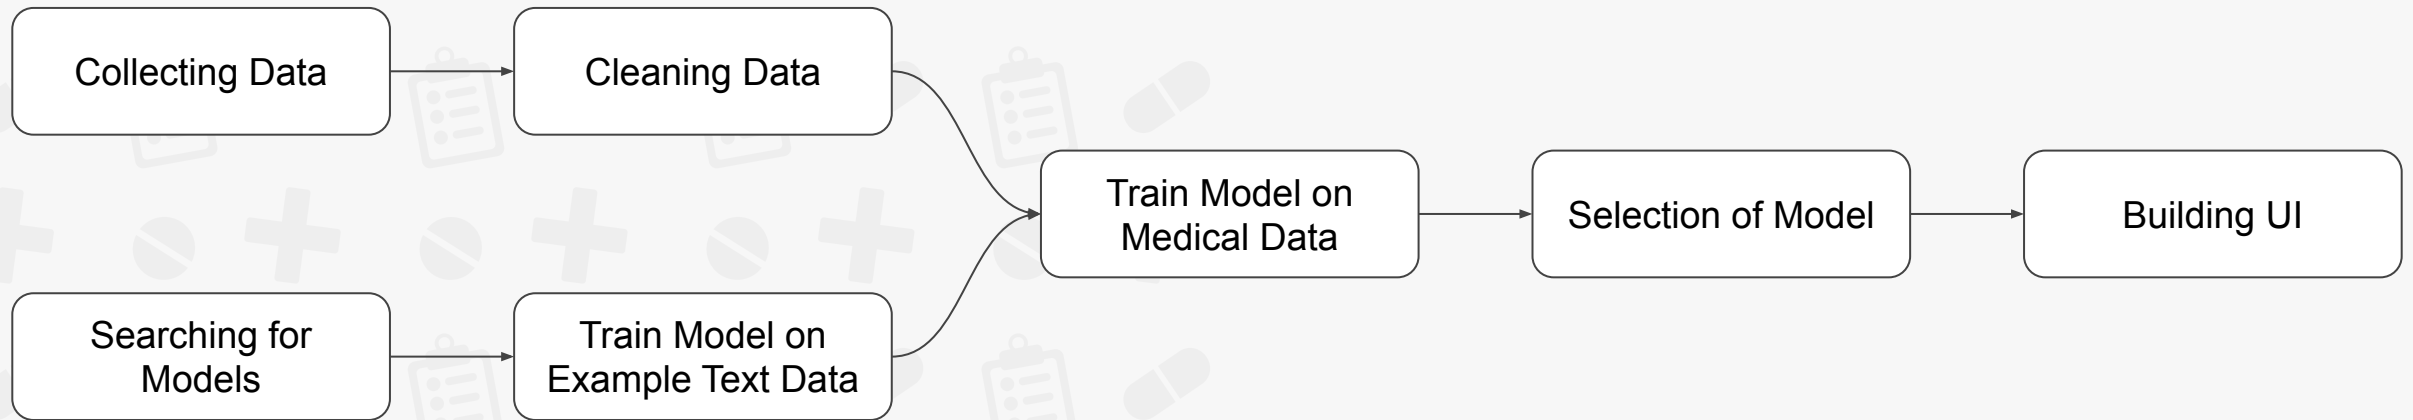 Collecting Data
Cleaning Data
Searching for
Models
Train Model on
Example Text Data
Train Model on
Medical Data
Selection of Model
Building UI